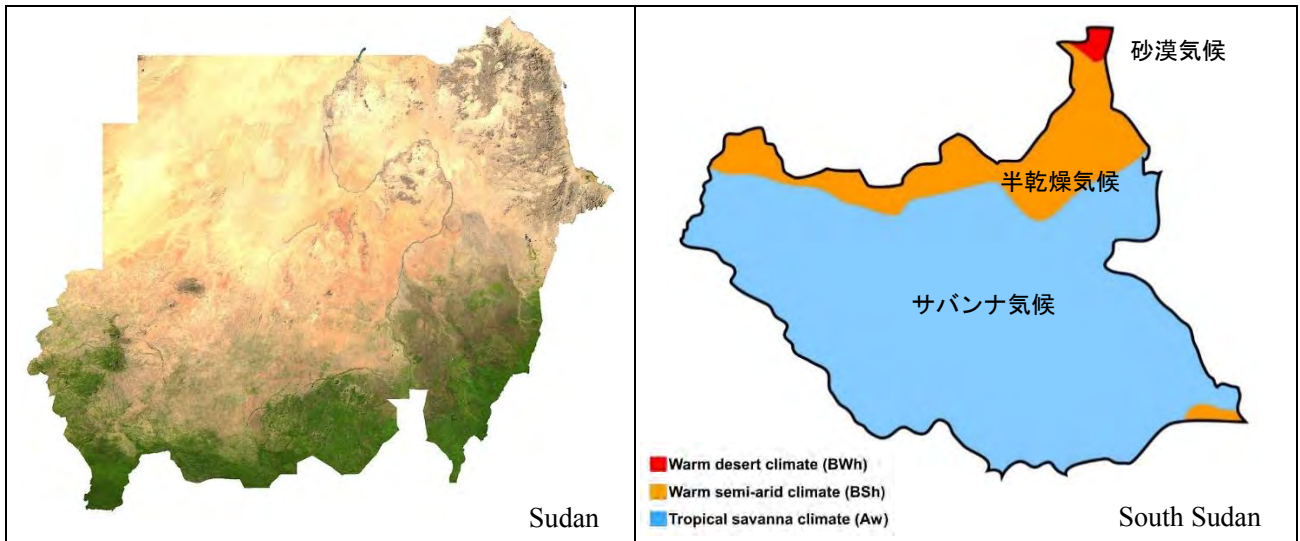 Sudan
砂漠気候
半乾燥気候
サバンナ気候
Warm desert climate (BWh)
Warm semi-arid climate (BSh)
Tropical savanna climate (Aw)
South Sudan